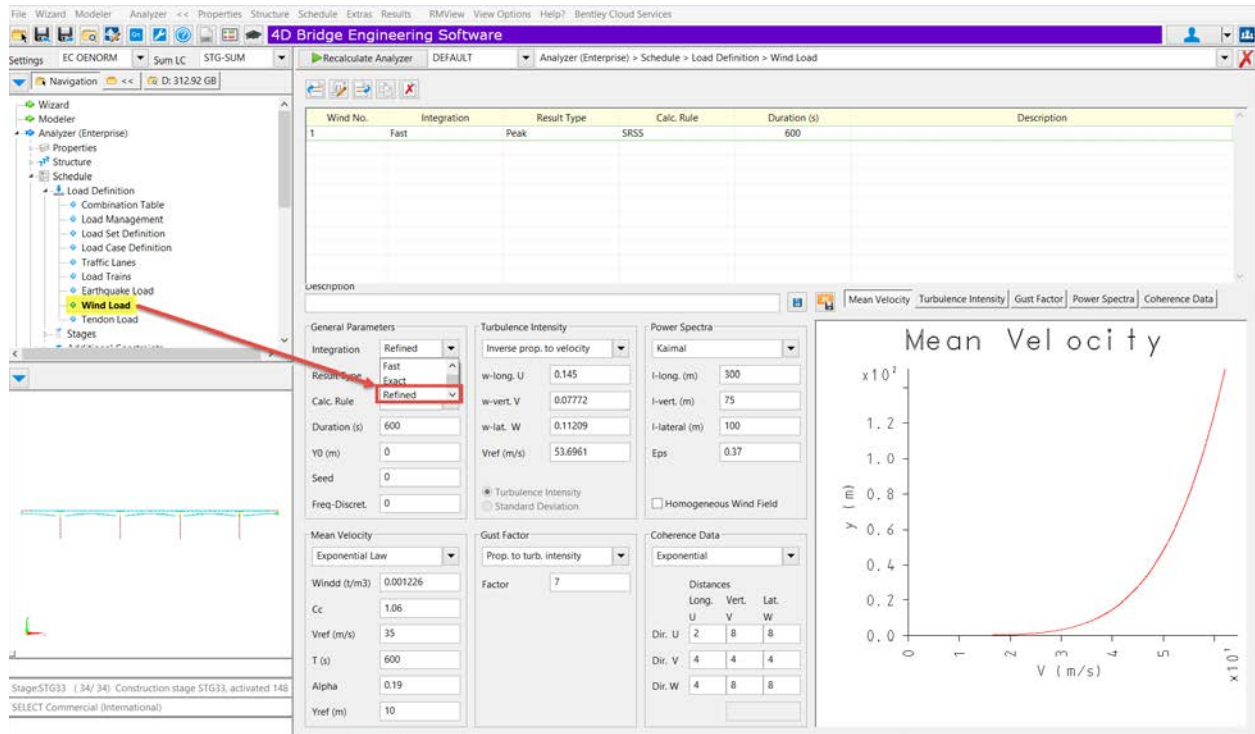 File Wizard Modeler Analyzer << Properties Structure Schedule Extras Results RMView View Options Help? Bentley Cloud Services
4D Bridge Engineering Software
Settings EC OENORM Sum LC STG-SUM Recalculate Analyzer DEFAULT Analyzer (Enterprise) > Schedule > Load Definition > Wind Load
Navigation << D: 312.92 GB
Wizard
Modeler
Analyzer (Enterprise)
Properties
Structure
Schedule
Load Definition
Combination Table
Load Management
Load Set Definition
Load Case Definition
Traffic Lanes
Load Trains
Earthquake Load
Wind Load
Tendon Load
Stages
Wind No. Integration Result Type Calc. Rule Duration (s) Description
1 Fast Peak SRSS 600
Description
Mean Velocity Turbulence Intensity Gust Factor Power Spectra Coherence Data
General Parameters
Integration Refined
Fast
Result Type Exact
Calc. Rule Refined
Duration (s) 600
Y0 (m) 0
Seed 0
Freq-Discret. 0
Turbulence Intensity
Inverse prop. to velocity
w-long. U 0.145
w-vert. V 0.07772
w-lat. W 0.11209
Vref (m/s) 53.6961
Turbulence Intensity
Standard Deviation
Power Spectra
Kaimal
l-long. (m) 300
l-vert. (m) 75
l-lateral (m) 100
Eps 0.37
Homogeneous Wind Field
Mean Velocity
Exponential Law
Windd (t/m3) 0.001226
Cc 1.06
Vref (m/s) 35
T (s) 600
Alpha 0.19
Yref (m) 10
Gust Factor
Prop. to turb. intensity
Factor 7
Coherence Data
Exponential
Distances
Long. Vert. Lat.
U V W
Dir. U 2 8 8
Dir. V 4 4 4
Dir. W 4 8 8
Mean Velocity
x10²
1.2
1.0
0.8
0.6
0.4
0.2
0.0
y (m)
0 1 2 3 4 5 x10¹
V (m/s)
Stage:STG33 ( 34/ 34) Construction stage STG33, activated 148
SELECT Commercial (International)